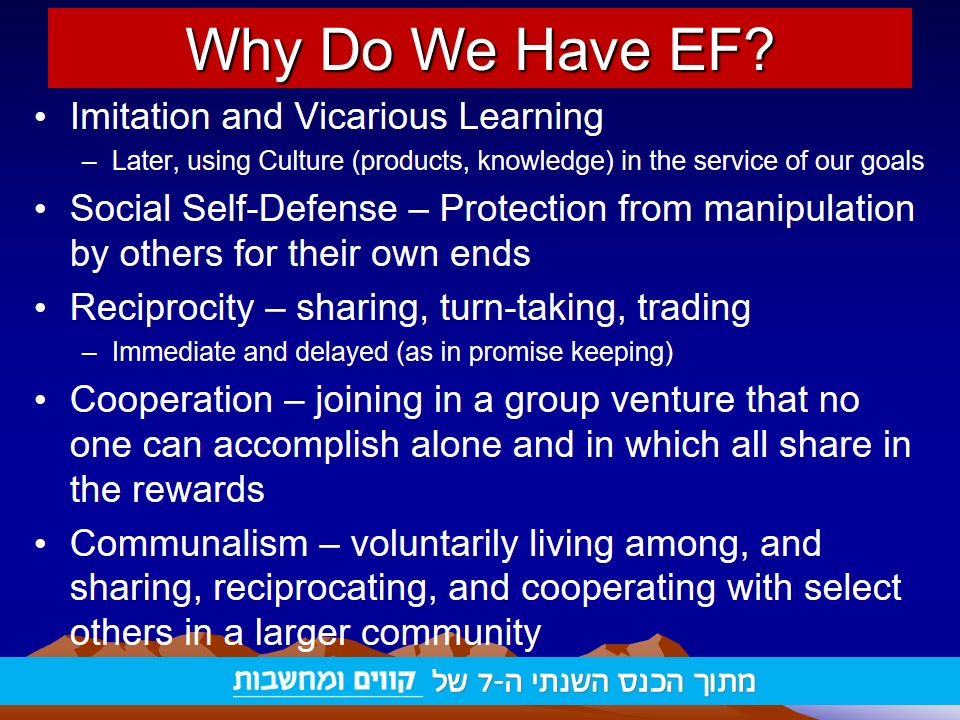 Why Do We Have EF?
• Imitation and Vicarious Learning
– Later, using Culture (products, knowledge) in the service of our goals
• Social Self-Defense – Protection from manipulation
by others for their own ends
• Reciprocity – sharing, turn-taking, trading
– Immediate and delayed (as in promise keeping)
• Cooperation – joining in a group venture that no
one can accomplish alone and in which all share in
the rewards
• Communalism – voluntarily living among, and
sharing, reciprocating, and cooperating with select
others in a larger community
מתוך הכנס השנתי ה-7 של קווים ומחשבות